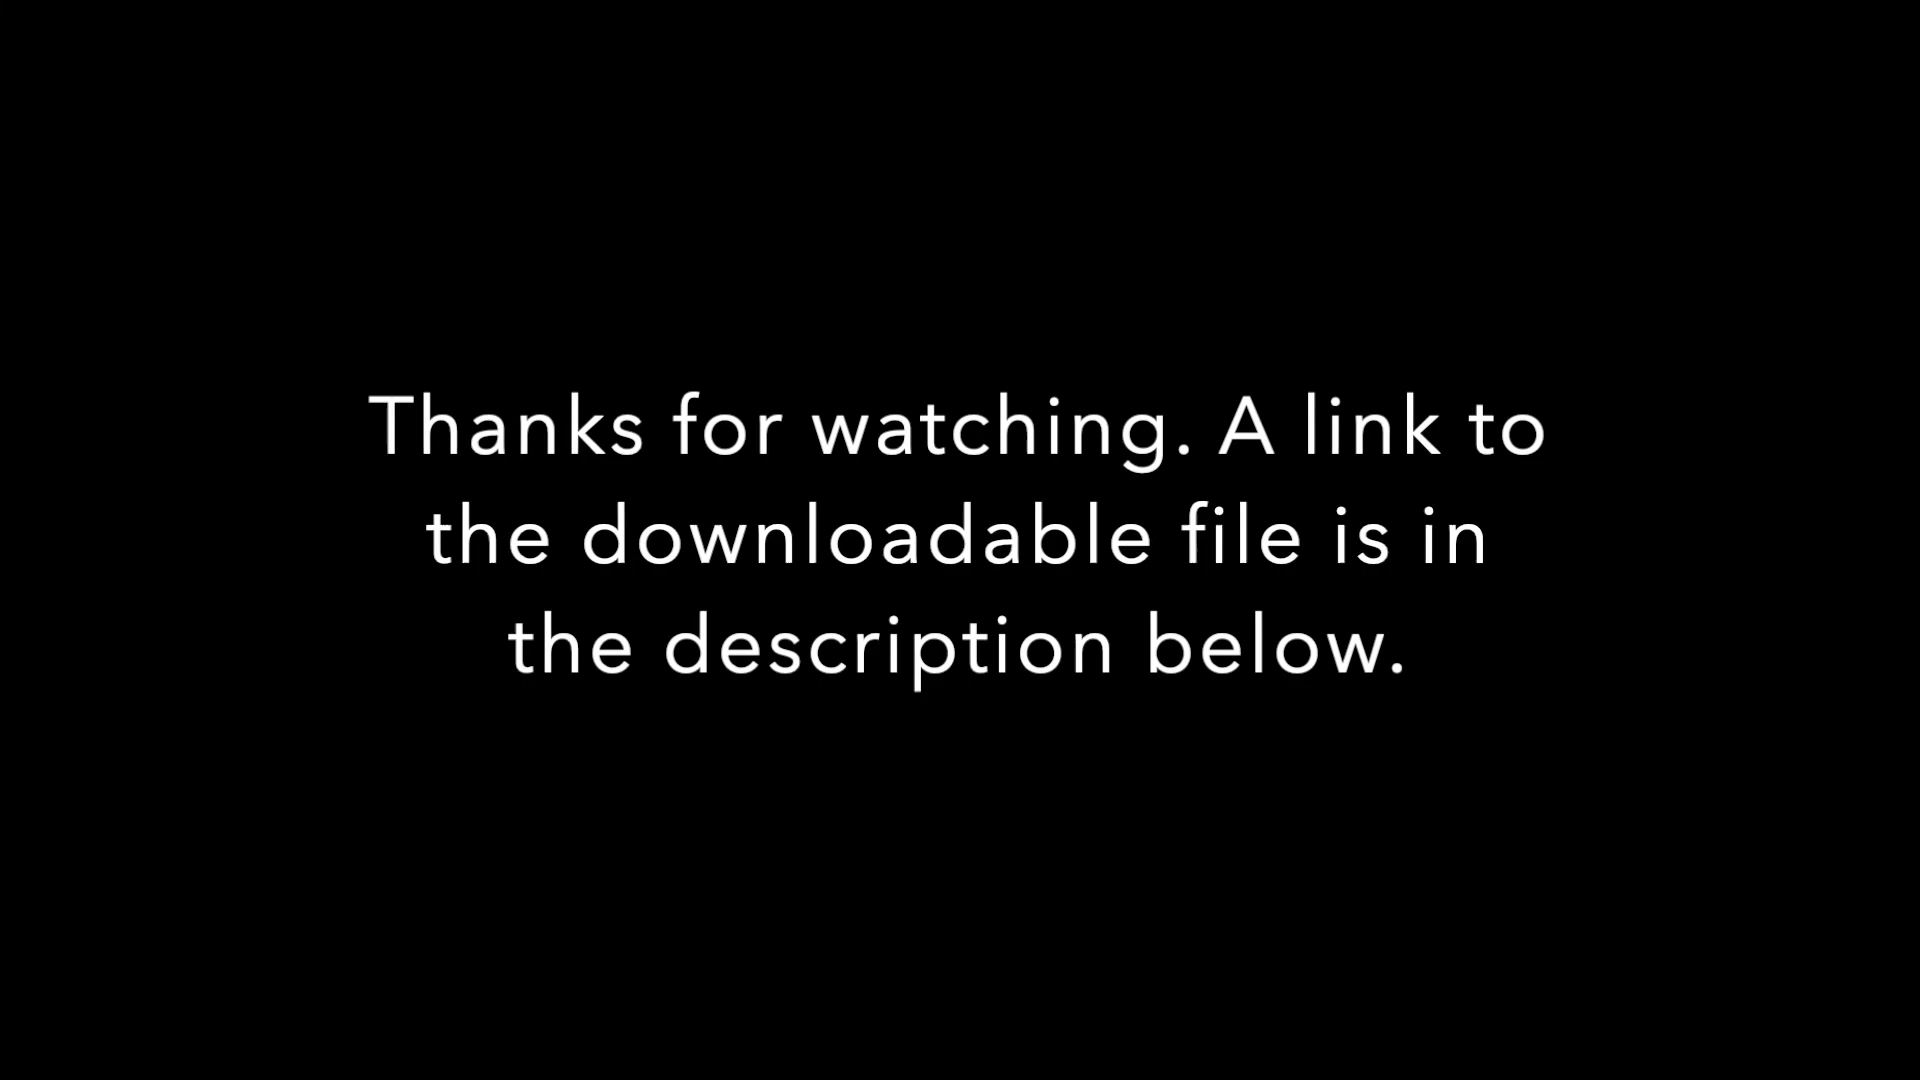 Thanks for watching. A link to
the downloadable file is in
the description below.